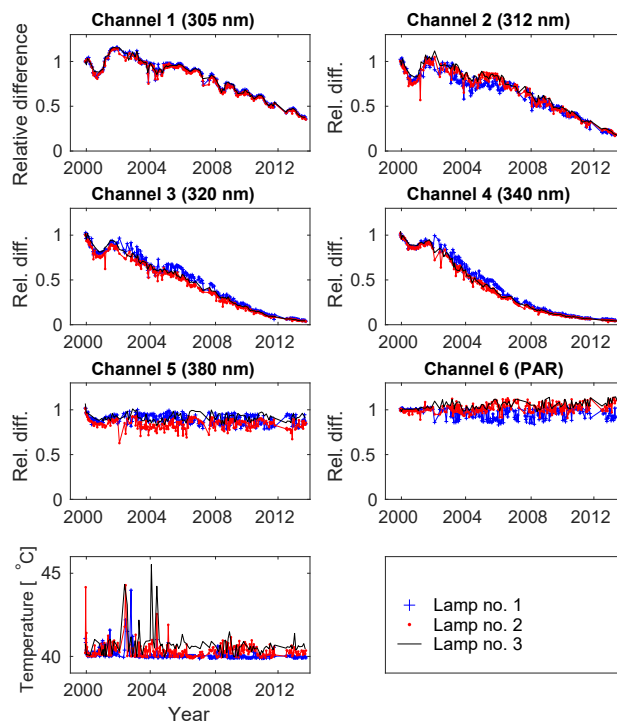 Channel 1 (305 nm)
Relative difference
1
0.5
0
2000 2004 2008 2012
Channel 2 (312 nm)
Rel. diff.
1
0.5
0
2000 2004 2008 2012
Channel 3 (320 nm)
Rel. diff.
1
0.5
0
2000 2004 2008 2012
Channel 4 (340 nm)
Rel. diff.
1
0.5
0
2000 2004 2008 2012
Channel 5 (380 nm)
Rel. diff.
1
0.5
0
2000 2004 2008 2012
Channel 6 (PAR)
Rel. diff.
1
0.5
0
2000 2004 2008 2012
Temperature [ °C]
45
40
2000 2004 2008 2012
Year
Lamp no. 1
Lamp no. 2
Lamp no. 3